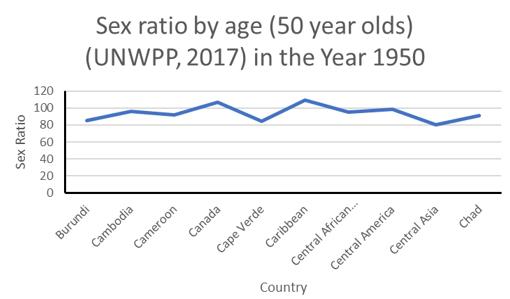 Sex ratio by age (50 year olds)
(UNWPP, 2017) in the Year 1950
120
100
80
60
40
20
0
Sex Ratio
Burundi
Cambodia
Cameroon
Canada
Cape Verde
Caribbean
Central African...
Central America
Central Asia
Chad
Country